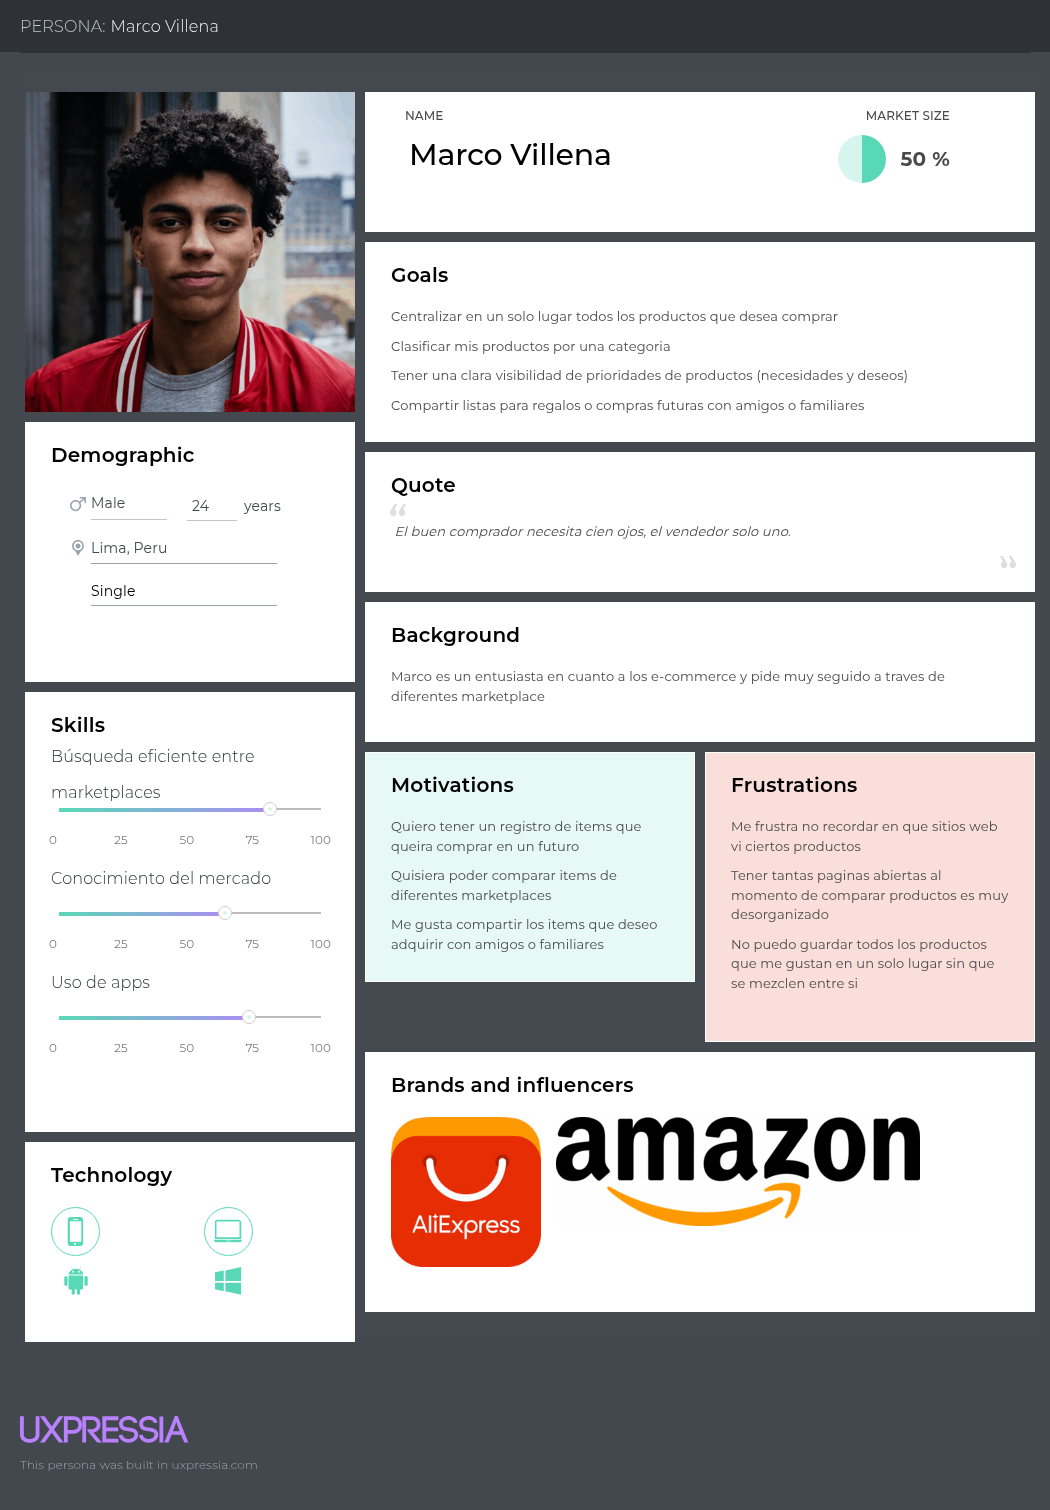 PERSONA: Marco Villena
NAME
MARKET SIZE
Marco Villena
50 %
Goals
Centralizar en un solo lugar todos los productos que desea comprar
Clasificar mis productos por una categoria
Tener una clara visibilidad de prioridades de productos (necesidades y deseos)
Compartir listas para regalos o compras futuras con amigos o familiares
Demographic
Male
24 years
Lima, Peru
Single
Quote
“
El buen comprador necesita cien ojos, el vendedor solo uno.
”
Background
Marco es un entusiasta en cuanto a los e-commerce y pide muy seguido a traves de
diferentes marketplace
Skills
Búsqueda eficiente entre
marketplaces
0 25 50 75 100
Conocimiento del mercado
0 25 50 75 100
Uso de apps
0 25 50 75 100
Motivations
Quiero tener un registro de items que
queira comprar en un futuro
Quisiera poder comparar items de
diferentes marketplaces
Me gusta compartir los items que deseo
adquirir con amigos o familiares
Frustrations
Me frustra no recordar en que sitios web
vi ciertos productos
Tener tantas paginas abiertas al
momento de comparar productos es muy
desorganizado
No puedo guardar todos los productos
que me gustan en un solo lugar sin que
se mezclen entre si
Brands and influencers
AliExpress
amazon
Technology
UXPRESSIA
This persona was built in uxpressia.com